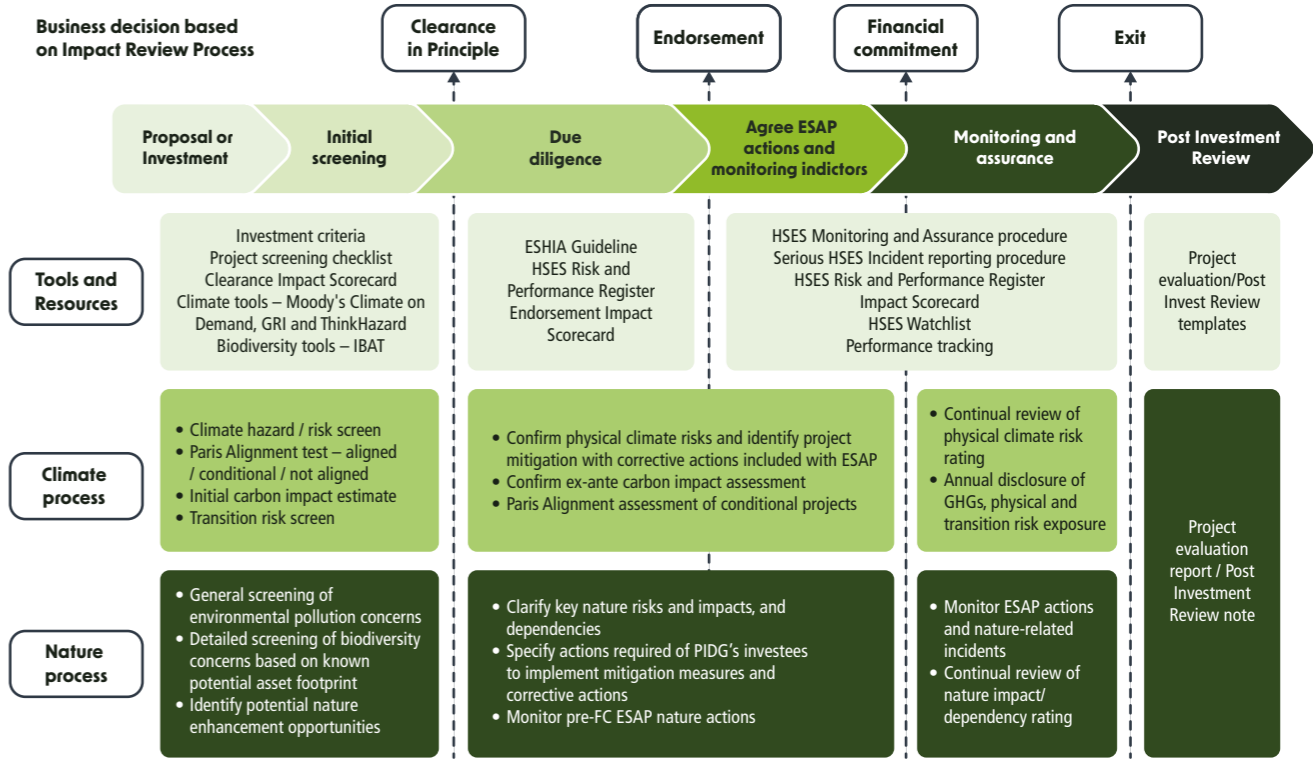 Business decision based
on Impact Review Process
Clearance
in Principle
Endorsement
Financial
commitment
Exit
Proposal or
Investment
Initial
screening
Due
diligence
Agree ESAP
actions and
monitoring indictors
Monitoring and
assurance
Post Investment
Review
Tools and
Resources
Investment criteria
Project screening checklist
Clearance Impact Scorecard
Climate tools – Moody's Climate on
Demand, GRI and ThinkHazard
Biodiversity tools – IBAT
ESHIA Guideline
HSES Risk and
Performance Register
Endorsement Impact
Scorecard
HSES Monitoring and Assurance procedure
Serious HSES Incident reporting procedure
HSES Risk and Performance Register
Impact Scorecard
HSES Watchlist
Performance tracking
Project
evaluation/Post
Invest Review
templates
Climate
process
• Climate hazard / risk screen
• Paris Alignment test – aligned
/ conditional / not aligned
• Initial carbon impact estimate
• Transition risk screen
• Confirm physical climate risks and identify project
mitigation with corrective actions included with ESAP
• Confirm ex-ante carbon impact assessment
• Paris Alignment assessment of conditional projects
• Continual review of
physical climate risk
rating
• Annual disclosure of
GHGs, physical and
transition risk exposure
Project
evaluation
report / Post
Investment
Review note
Nature
process
• General screening of
environmental pollution concerns
• Detailed screening of biodiversity
concerns based on known
potential asset footprint
• Identify potential nature
enhancement opportunities
• Clarify key nature risks and impacts, and
dependencies
• Specify actions required of PIDG's investees
to implement mitigation measures and
corrective actions
• Monitor pre-FC ESAP nature actions
• Monitor ESAP actions
and nature-related
incidents
• Continual review of
nature impact/
dependency rating